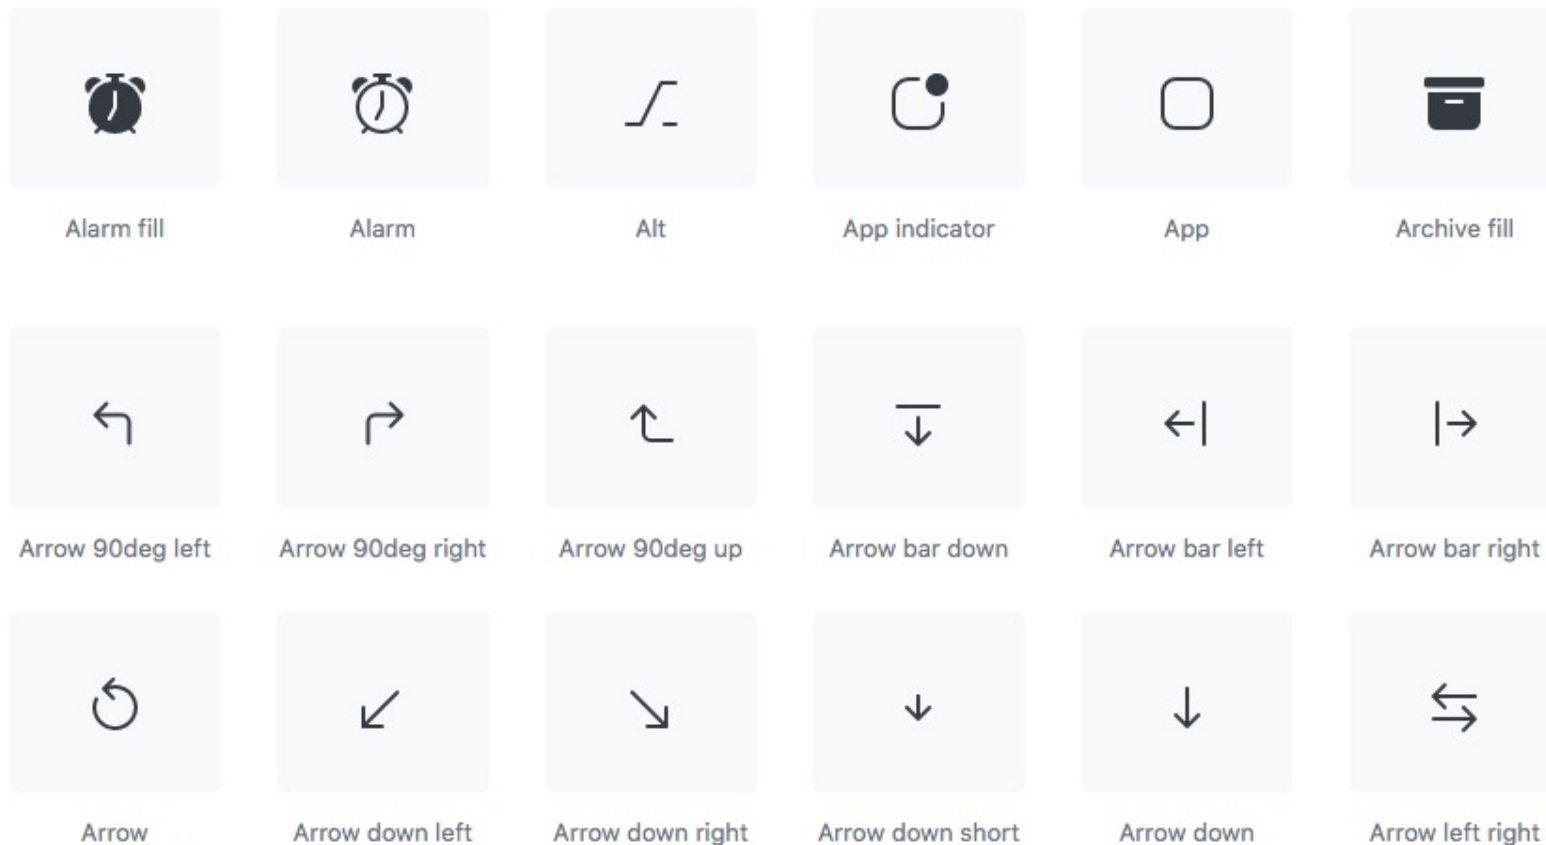 Alarm fill
Alarm
Alt
App indicator
App
Archive fill
Arrow 90deg left
Arrow 90deg right
Arrow 90deg up
Arrow bar down
Arrow bar left
Arrow bar right
Arrow
Arrow down left
Arrow down right
Arrow down short
Arrow down
Arrow left right